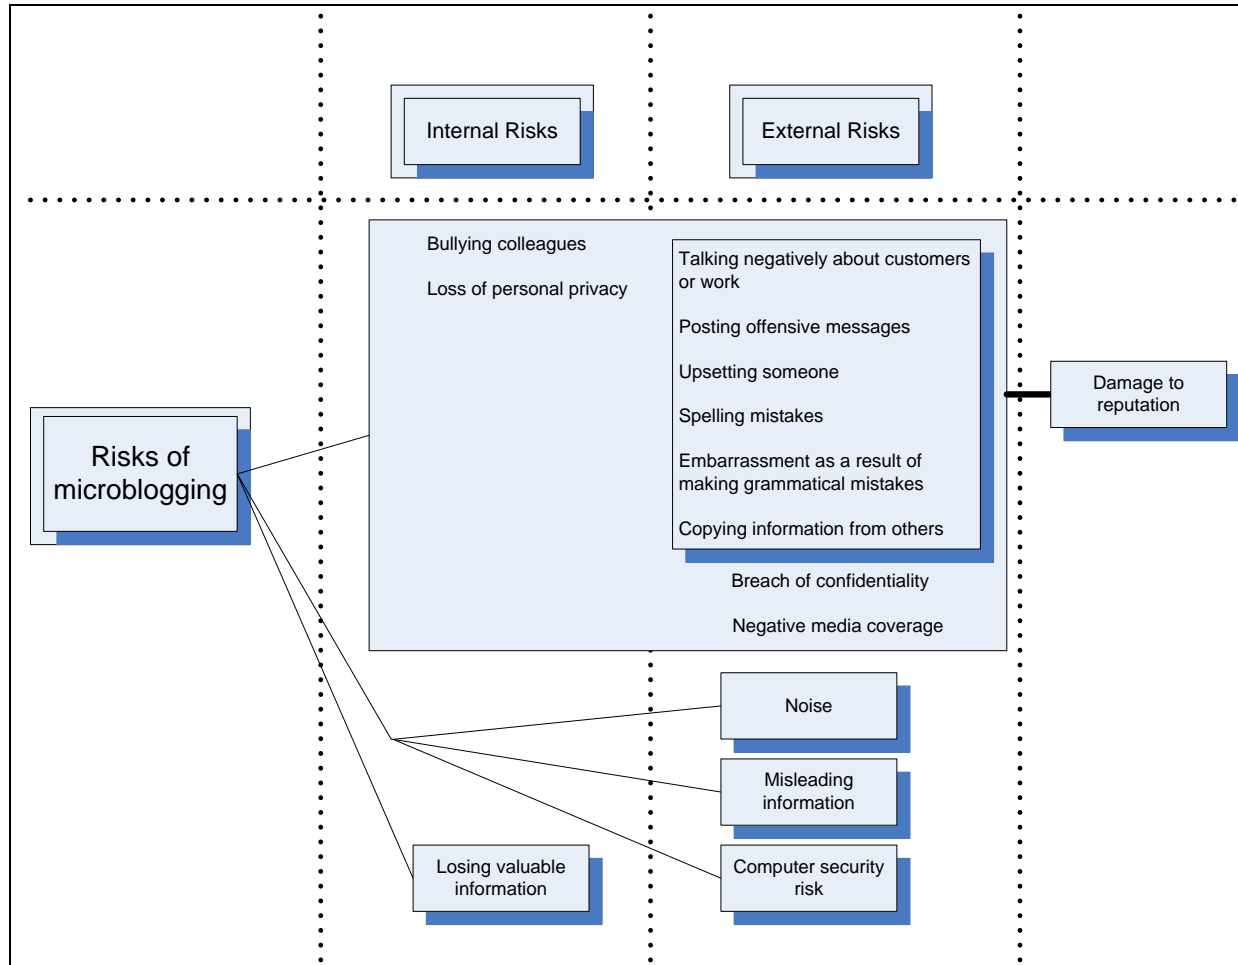 Internal Risks
External Risks
Bullying colleagues
Loss of personal privacy
Talking negatively about customers
or work
Posting offensive messages
Upsetting someone
Spelling mistakes
Embarrassment as a result of
making grammatical mistakes
Copying information from others
Breach of confidentiality
Negative media coverage
Damage to
reputation
Risks of
microblogging
Noise
Misleading
information
Losing valuable
information
Computer security
risk